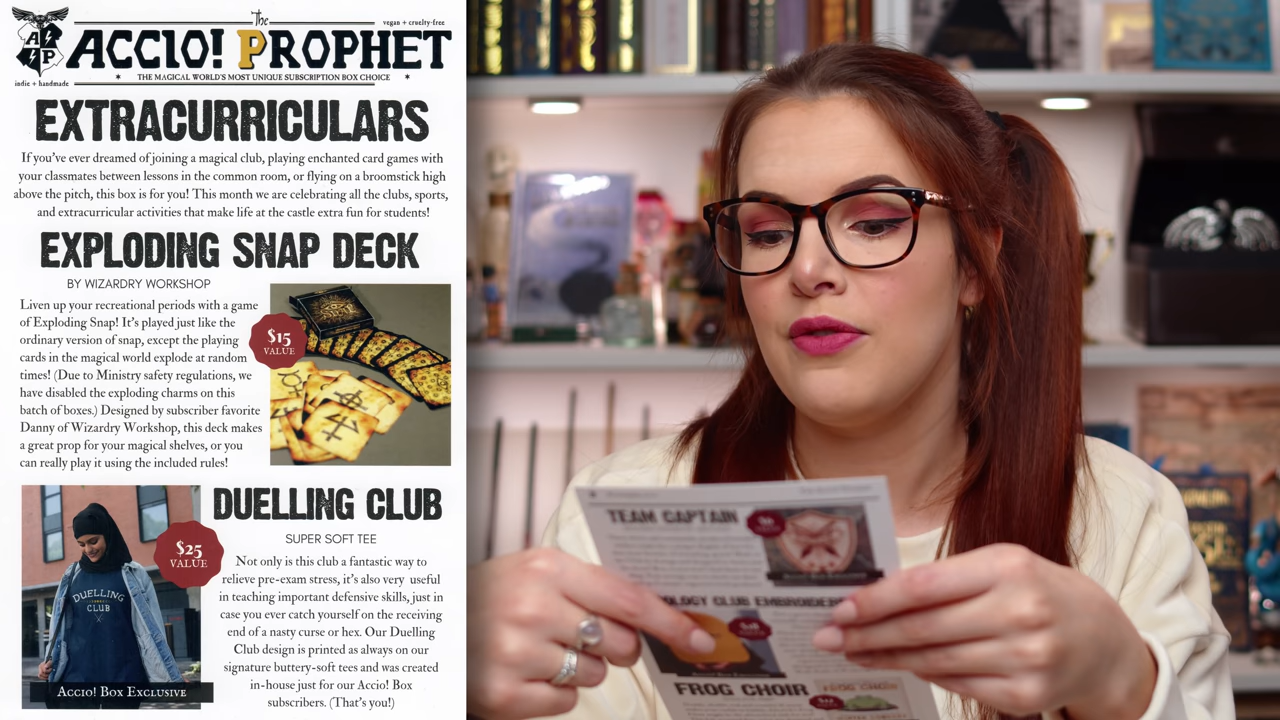 The
vegan + cruelty-free
AP
ACCIO! PROPHET
indie + handmade
THE MAGICAL WORLD'S MOST UNIQUE SUBSCRIPTION BOX CHOICE
EXTRACURRICULARS
If you've ever dreamed of joining a magical club, playing enchanted card games with
your classmates between lessons in the common room, or flying on a broomstick high
above the pitch, this box is for you! This month we are celebrating all the clubs, sports,
and extracurricular activities that make life at the castle extra fun for students!
EXPLODING SNAP DECK
BY WIZARDRY WORKSHOP
Liven up your recreational periods with a game
of Exploding Snap! It's played just like the
ordinary version of snap, except the playing
cards in the magical world explode at random
times! (Due to Ministry safety regulations, we
have disabled the exploding charms on this
batch of boxes.) Designed by subscriber favorite
Danny of Wizardry Workshop, this deck makes
a great prop for your magical shelves, or you
can really play it using the included rules!
$15
VALUE
DUELLING CLUB
SUPER SOFT TEE
Not only is this club a fantastic way to
relieve pre-exam stress, it's also very useful
in teaching important defensive skills, just in
case you ever catch yourself on the receiving
end of a nasty curse or hex. Our Duelling
Club design is printed as always on our
signature buttery-soft tees and was created
in-house just for our Accio! Box
subscribers. (That's you!)
$25
VALUE
DUELLING
CLUB
ACCIO! BOX EXCLUSIVE
TEAM CAPTAIN
OLOGY CLUB EMBROIDER
FROG CHOIR
FROG CHOIR